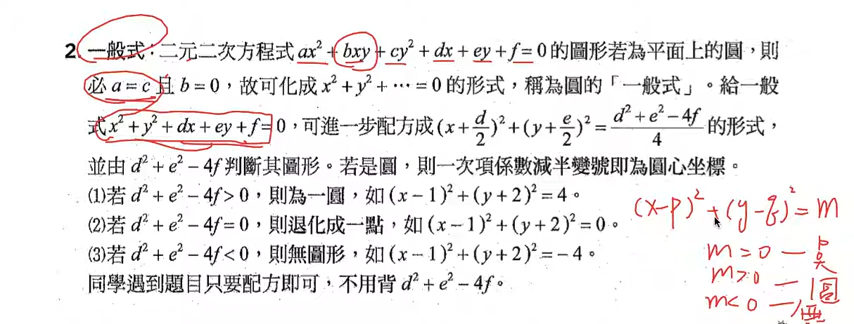 2. 一般式：二元二次方程式 ax² + bxy + cy² + dx + ey + f = 0 的圖形若為平面上的圓，則
必 a = c 且 b = 0，故可化成 x² + y² + ⋯ = 0 的形式，稱為圓的「一般式」。給一般
式 x² + y² + dx + ey + f = 0，可進一步配方成 (x + d/2)² + (y + e/2)² = (d² + e² − 4f)/4 的形式，
並由 d² + e² − 4f 判斷其圖形。若是圓，則一次項係數減半變號即為圓心坐標。
(1)若 d² + e² − 4f > 0，則為一圓，如 (x − 1)² + (y + 2)² = 4。
(2)若 d² + e² − 4f = 0，則退化成一點，如 (x − 1)² + (y + 2)² = 0。
(3)若 d² + e² − 4f < 0，則無圖形，如 (x − 1)² + (y + 2)² = − 4。
同學遇到題目只要配方即可，不用背 d² + e² − 4f。
(x−p)² + (y−q)² = m
m = 0 —
m > 0 — 1圓
m < 0 —